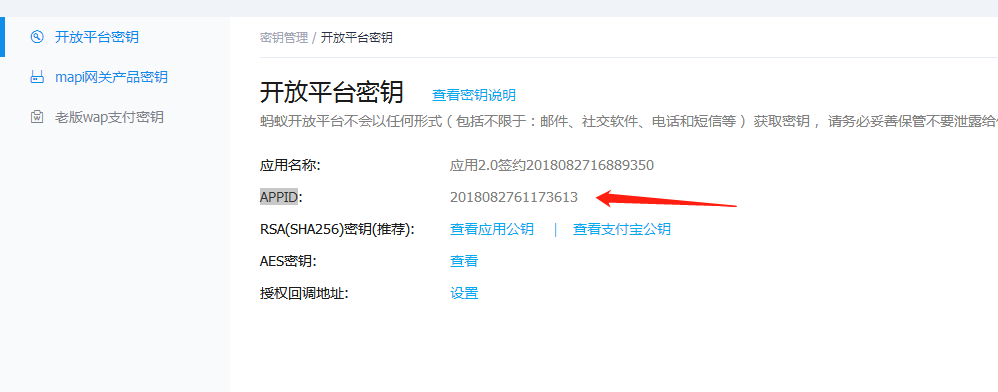 开放平台密钥
mapi网关产品密钥
老版wap支付密钥
密钥管理 / 开放平台密钥
开放平台密钥 查看密钥说明
蚂蚁开放平台不会以任何形式（包括不限于：邮件、社交软件、电话和短信等 ）获取密钥 ，请务必妥善保管不要泄露给
应用名称: 应用2.0签约2018082716889350
APPID: 2018082761173613
RSA(SHA256)密钥(推荐): 查看应用公钥 | 查看支付宝公钥
AES密钥: 查看
授权回调地址: 设置